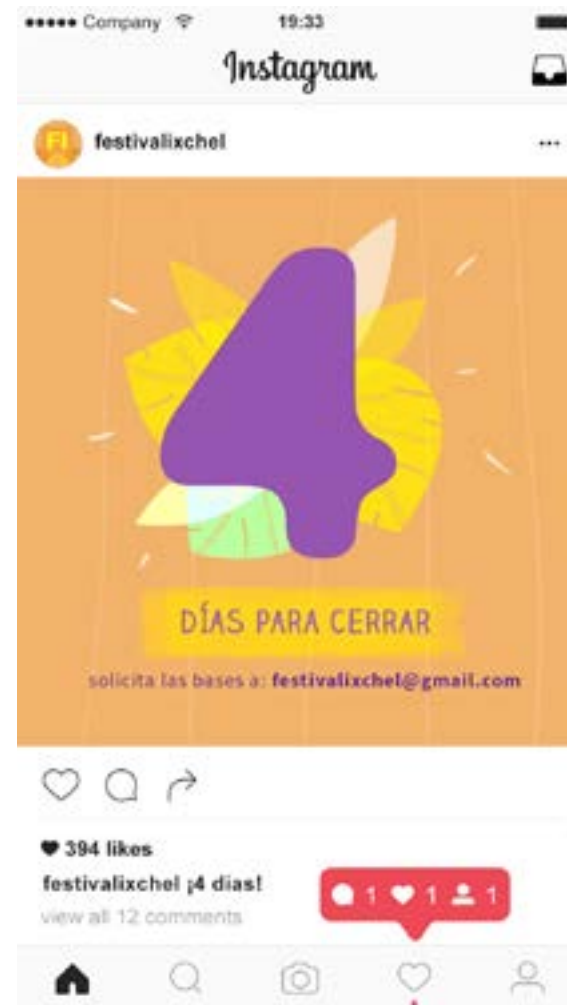 Company 19:33
Instagram
FI festivalixchel
4
DÍAS PARA CERRAR
solicita las bases a: festivalixchel@gmail.com
394 likes
festivalixchel ¡4 dias!
view all 12 comments
1 1 1